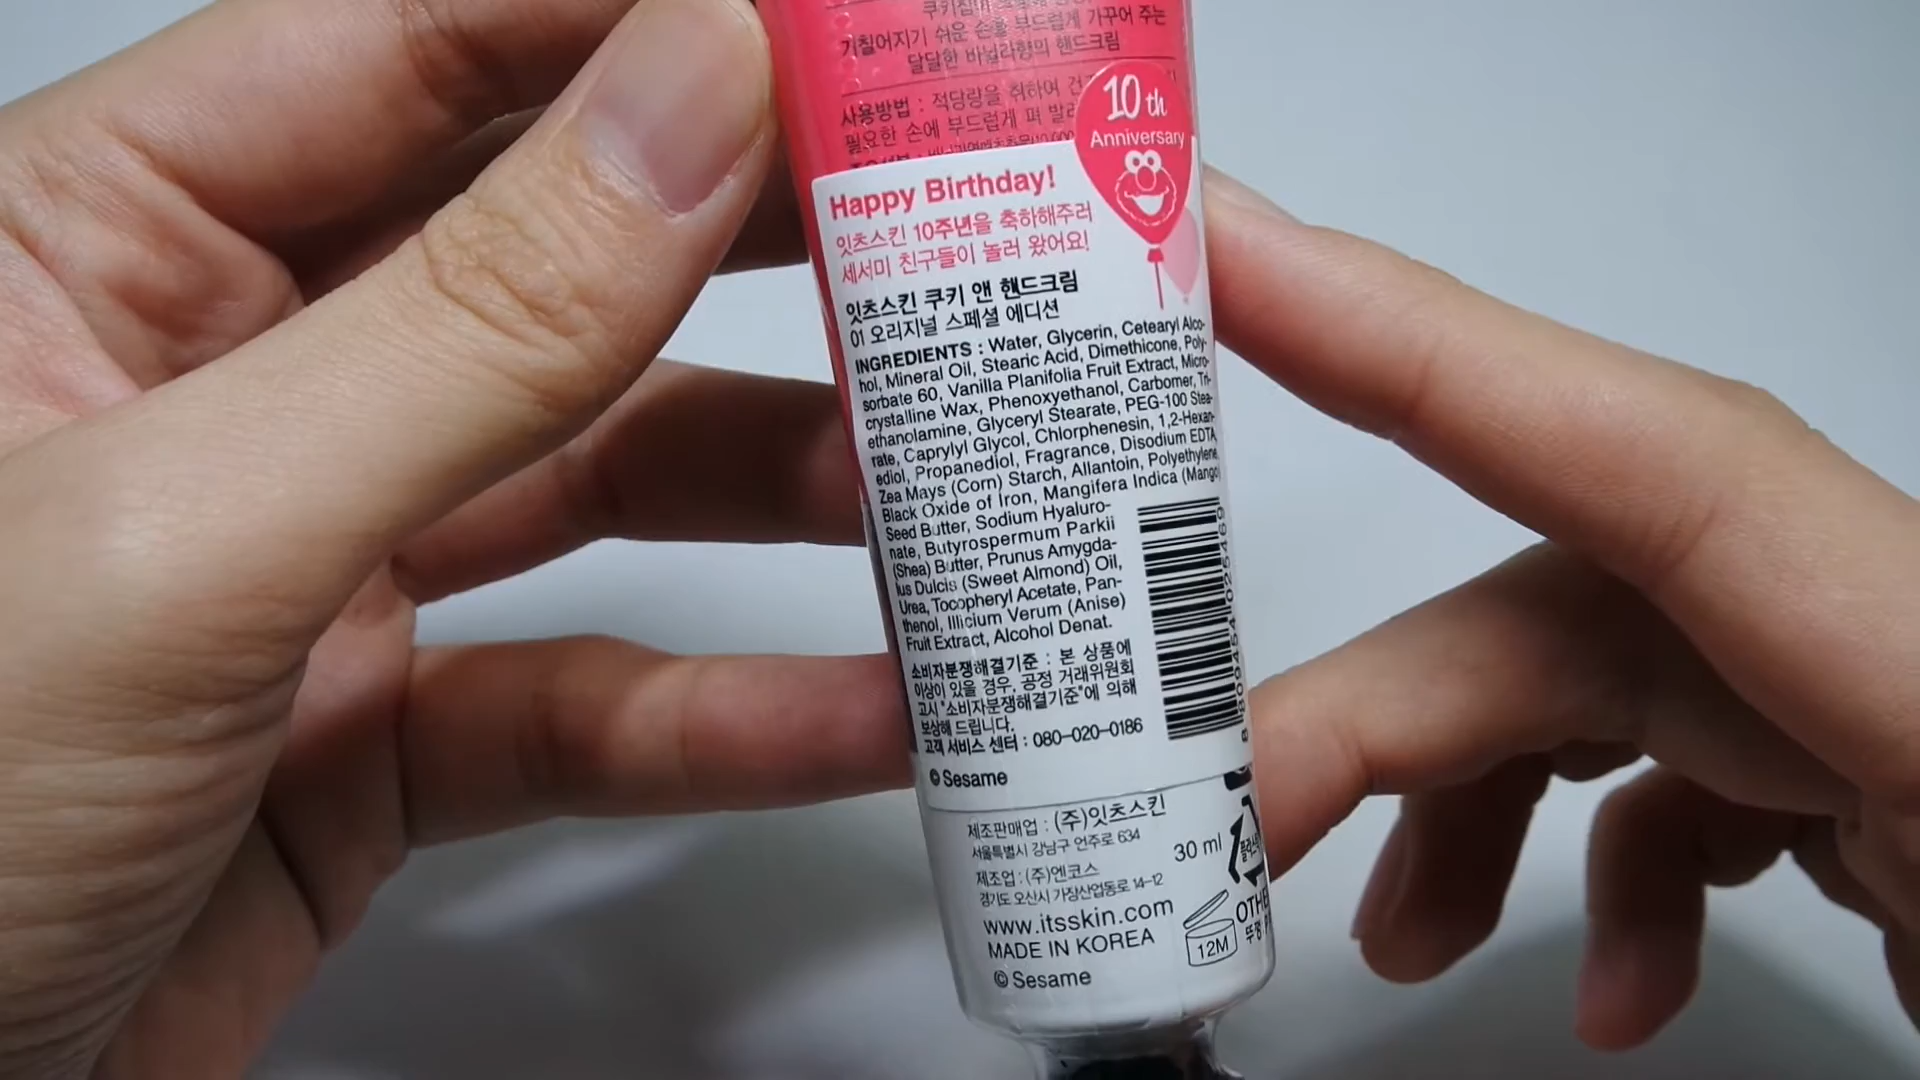 기칠어지기 쉬운 손을 부드럽게 가꾸어 주는
달달한 바닐라향의 핸드크림
사용방법 : 적당량을 취하여
필요한 손에 부드럽게 펴
10 th
Anniversary
Happy Birthday!
잇츠스킨 10주년을 축하해주러
세서미 친구들이 놀러 왔어요!
잇츠스킨 쿠키 앤 핸드크림
01 오리지널 스페셜 에디션
INGREDIENTS : Water, Glycerin, Cetearyl Alco-
hol, Mineral Oil, Stearic Acid, Dimethicone, Poly-
sorbate 60, Vanilla Planifolia Fruit Extract, Micro-
crystalline Wax, Phenoxyethanol, Carbomer, Tri-
ethanolamine, Glyceryl Stearate, PEG-100 Stea-
rate, Caprylyl Glycol, Chlorphenesin, 1,2-Hexan-
ediol, Propanediol, Fragrance, Disodium EDTA,
Zea Mays (Corn) Starch, Allantoin, Polyethylene,
Black Oxide of Iron, Mangifera Indica (Mango)
Seed Butter, Sodium Hyaluro-
nate, Butyrospermum Parkii
(Shea) Butter, Prunus Amygda-
lus Dulcis (Sweet Almond) Oil,
Urea, Tocopheryl Acetate, Pan-
thenol, Illicium Verum (Anise)
Fruit Extract, Alcohol Denat.
소비자분쟁해결기준 : 본 상품에
이상이 있을 경우, 공정 거래위원회
고시 "소비자분쟁해결기준"에 의해
보상해 드립니다.
고객 서비스 센터 : 080-020-0186
© Sesame
제조판매업 : (주)잇츠스킨
서울특별시 강남구 언주로 634
제조업 : (주)엔코스
경기도 오산시 가장산업동로 14-12
30 ml
www.itsskin.com
MADE IN KOREA
12M
© Sesame